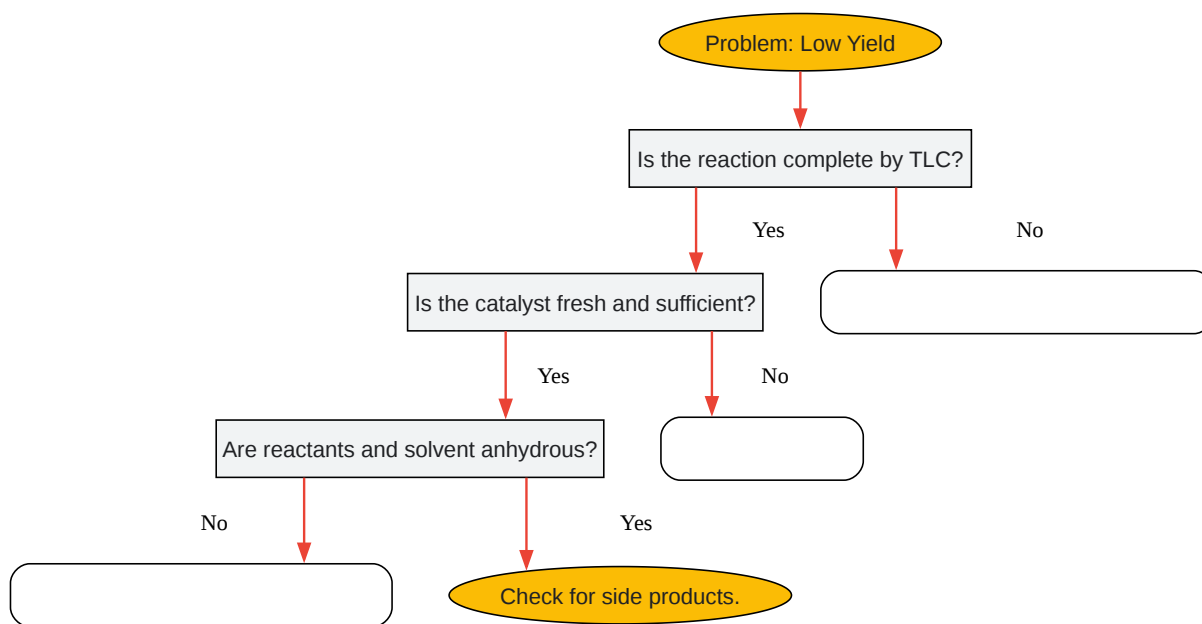 Problem: Low Yield
Is the reaction complete by TLC?
Yes
No
Is the catalyst fresh and sufficient?
Yes
No
Are reactants and solvent anhydrous?
No
Yes
Check for side products.